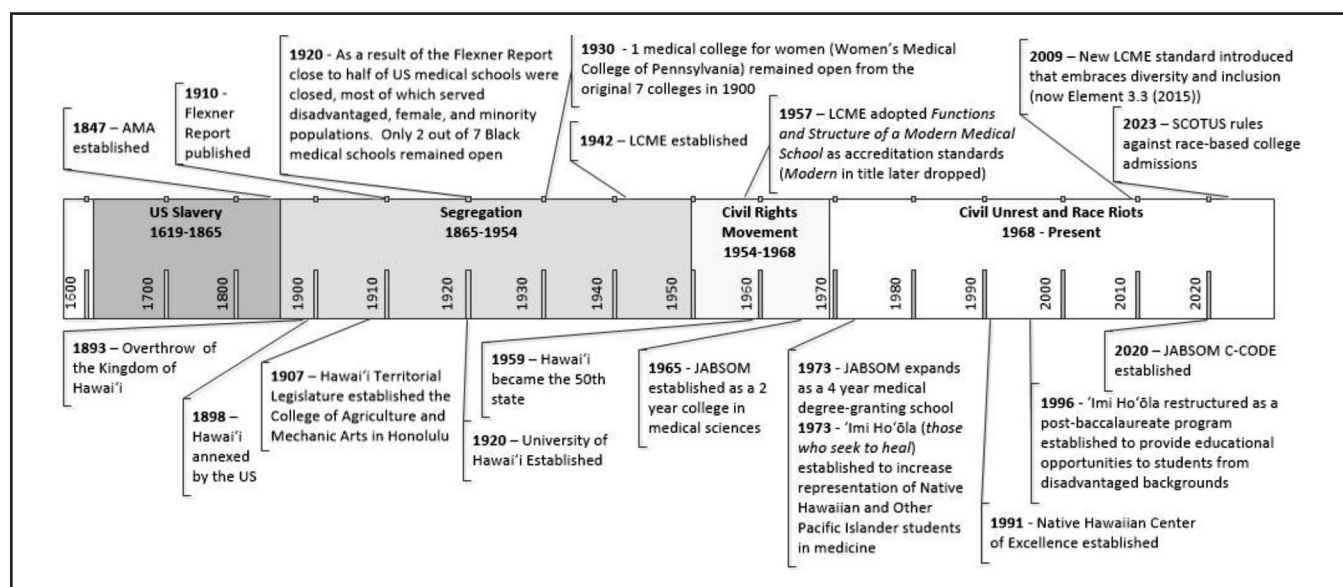 1847 – AMA
established
1910 -
Flexner
Report
published
1920 - As a result of the Flexner Report
close to half of US medical schools were
closed, most of which served
disadvantaged, female, and minority
populations.  Only 2 out of 7 Black
medical schools remained open
1930  - 1 medical college for women (Women's Medical
College of Pennsylvania) remained open from the
original 7 colleges in 1900
1942 – LCME established
1957 – LCME adopted Functions
and Structure of a Modern Medical
School as accreditation standards
(Modern in title later dropped)
2009 – New LCME standard introduced
that embraces diversity and inclusion
(now Element 3.3 (2015))
2023 – SCOTUS rules
against race-based college
admissions
US Slavery
1619-1865
Segregation
1865-1954
Civil Rights
Movement
1954-1968
Civil Unrest and Race Riots
1968 - Present
1600
1700
1800
1900
1910
1920
1930
1940
1950
1960
1970
1980
1990
2000
2010
2020
1893 – Overthrow  of
the Kingdom of
Hawaiʻi
1898 –
Hawaiʻi
annexed
by the US
1907 – Hawaiʻi Territorial
Legislature established the
College of Agriculture and
Mechanic Arts in Honolulu
1959 – Hawaiʻi
became the 50th
state
1920 – University of
Hawaiʻi Established
1965 - JABSOM
established as a 2
year college in
medical sciences
1973 – JABSOM expands
as a 4 year medical
degree-granting school
1973 - ʻImi Hoʻōla (those
who seek to heal)
established to increase
representation of Native
Hawaiian and Other
Pacific Islander students
in medicine
2020 – JABSOM C-CODE
established
1996 - ʻImi Hoʻōla restructured as a
post-baccalaureate program
established to provide educational
opportunities to students from
disadvantaged backgrounds
1991 - Native Hawaiian Center
of Excellence established